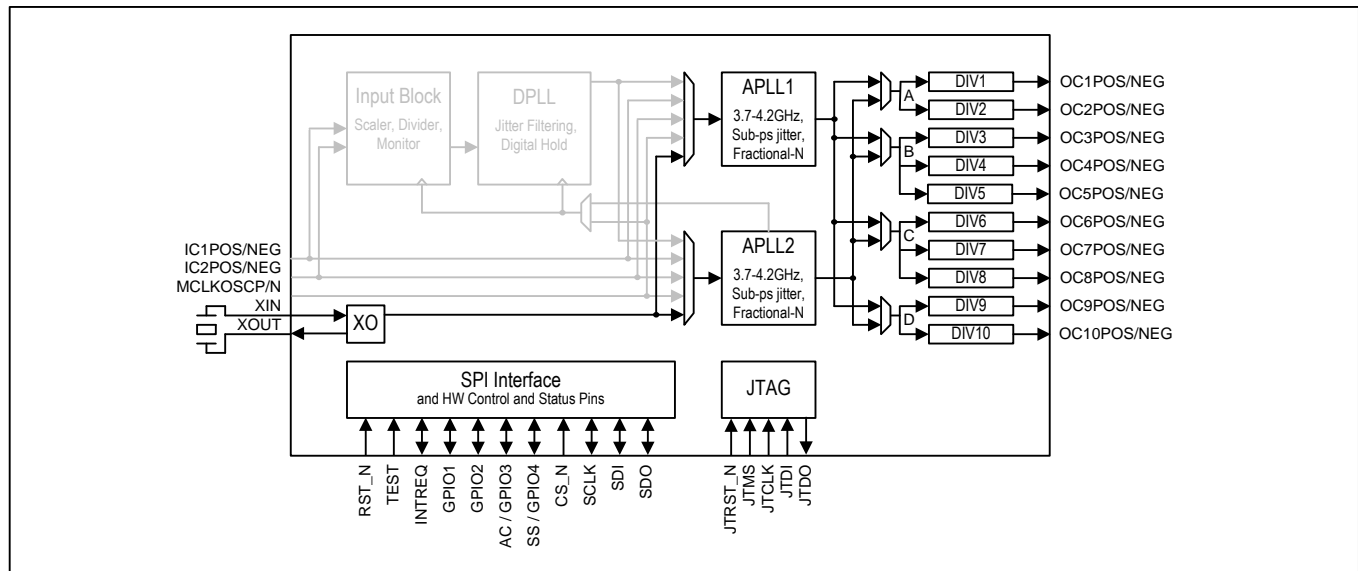 Input Block
Scaler, Divider,
Monitor
DPLL
Jitter Filtering,
Digital Hold
APLL1
3.7-4.2GHz,
Sub-ps jitter,
Fractional-N
APLL2
3.7-4.2GHz,
Sub-ps jitter,
Fractional-N
A
B
C
D
DIV1
DIV2
DIV3
DIV4
DIV5
DIV6
DIV7
DIV8
DIV9
DIV10
OC1POS/NEG
OC2POS/NEG
OC3POS/NEG
OC4POS/NEG
OC5POS/NEG
OC6POS/NEG
OC7POS/NEG
OC8POS/NEG
OC9POS/NEG
OC10POS/NEG
IC1POS/NEG
IC2POS/NEG
MCLKOSCP/N
XIN
XOUT
XO
SPI Interface
and HW Control and Status Pins
JTAG
RST_N
TEST
INTREQ
GPIO1
GPIO2
AC / GPIO3
SS / GPIO4
CS_N
SCLK
SDI
SDO
JTRST_N
JTMS
JTCLK
JTDI
JTDO